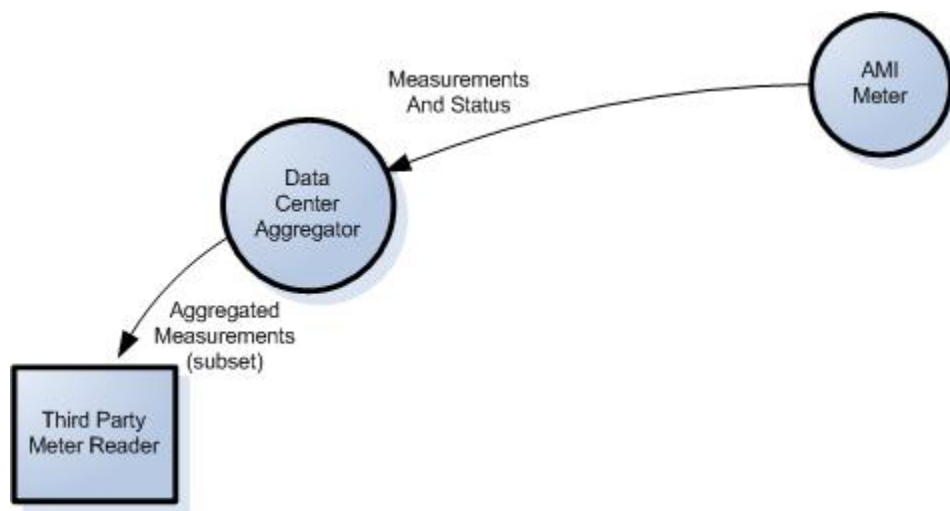 AMI
Meter
Measurements
And Status
Data
Center
Aggregator
Aggregated
Measurements
(subset)
Third Party
Meter Reader